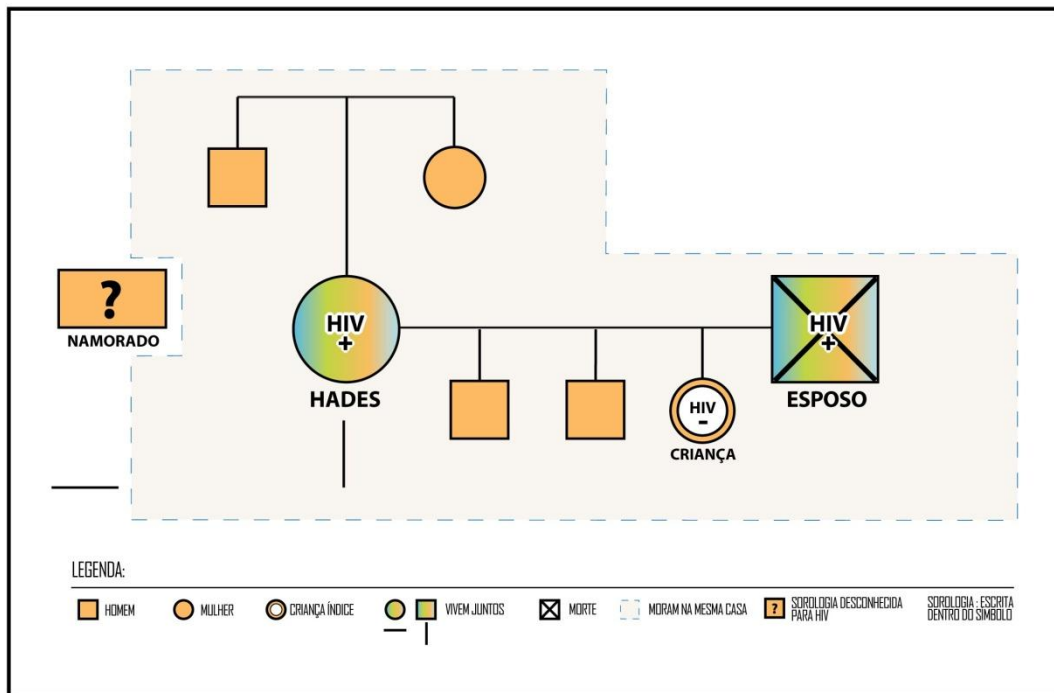 ?
NAMORADO
HIV
+
HADES
HIV
-
CRIANÇA
HIV
+
ESPOSO
LEGENDA:
HOMEM
MULHER
CRIANÇA ÍNDICE
VIVEM JUNTOS
MORTE
MORAM NA MESMA CASA
?
SOROLOGIA DESCONHECIDA
PARA HIV
SOROLOGIA : ESCRITA
DENTRO DO SÍMBOLO